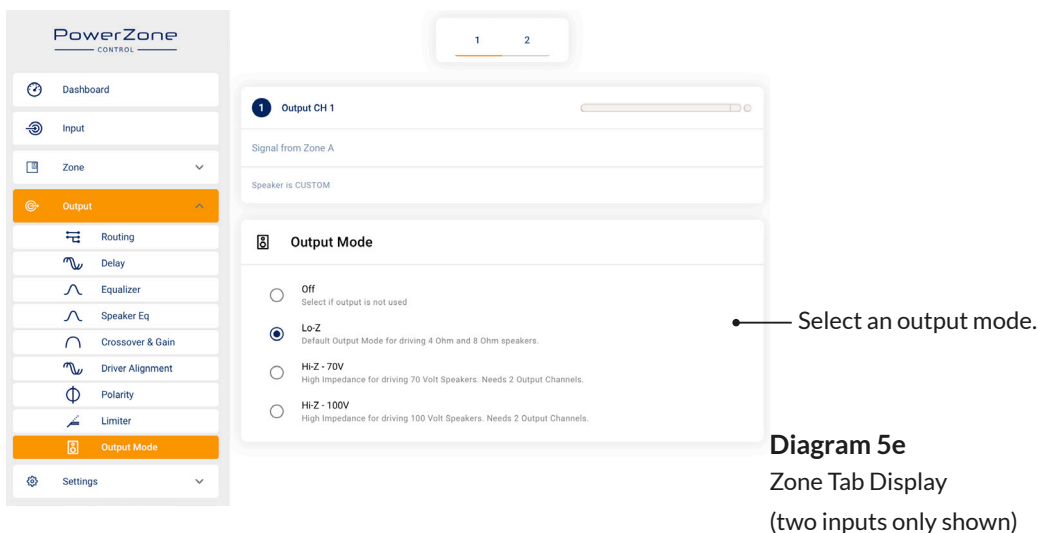 PowerZone
CONTROL
Dashboard
Input
Zone
Output
Routing
Delay
Equalizer
Speaker Eq
Crossover & Gain
Driver Alignment
Polarity
Limiter
Output Mode
Settings
1 2
1 Output CH 1
Signal from Zone A
Speaker is CUSTOM
Output Mode
Off
Select if output is not used
Lo-Z
Default Output Mode for driving 4 Ohm and 8 Ohm speakers.
Hi-Z - 70V
High Impedance for driving 70 Volt Speakers. Needs 2 Output Channels.
Hi-Z - 100V
High Impedance for driving 100 Volt Speakers. Needs 2 Output Channels.
Select an output mode.
Diagram 5e
Zone Tab Display
(two inputs only shown)